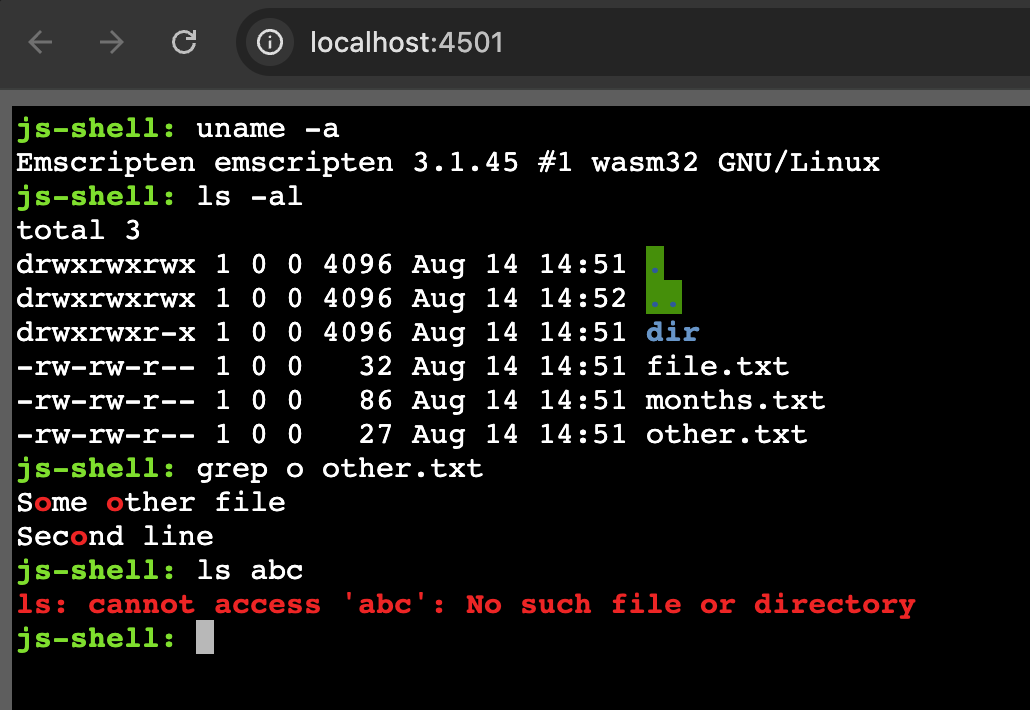 localhost:4501
js-shell: uname -a
Emscripten emscripten 3.1.45 #1 wasm32 GNU/Linux
js-shell: ls -al
total 3
drwxrwxrwx 1 0 0 4096 Aug 14 14:51 .
drwxrwxrwx 1 0 0 4096 Aug 14 14:52 ..
drwxrwxr-x 1 0 0 4096 Aug 14 14:51 dir
-rw-rw-r-- 1 0 0   32 Aug 14 14:51 file.txt
-rw-rw-r-- 1 0 0   86 Aug 14 14:51 months.txt
-rw-rw-r-- 1 0 0   27 Aug 14 14:51 other.txt
js-shell: grep o other.txt
Some other file
Second line
js-shell: ls abc
ls: cannot access 'abc': No such file or directory
js-shell: